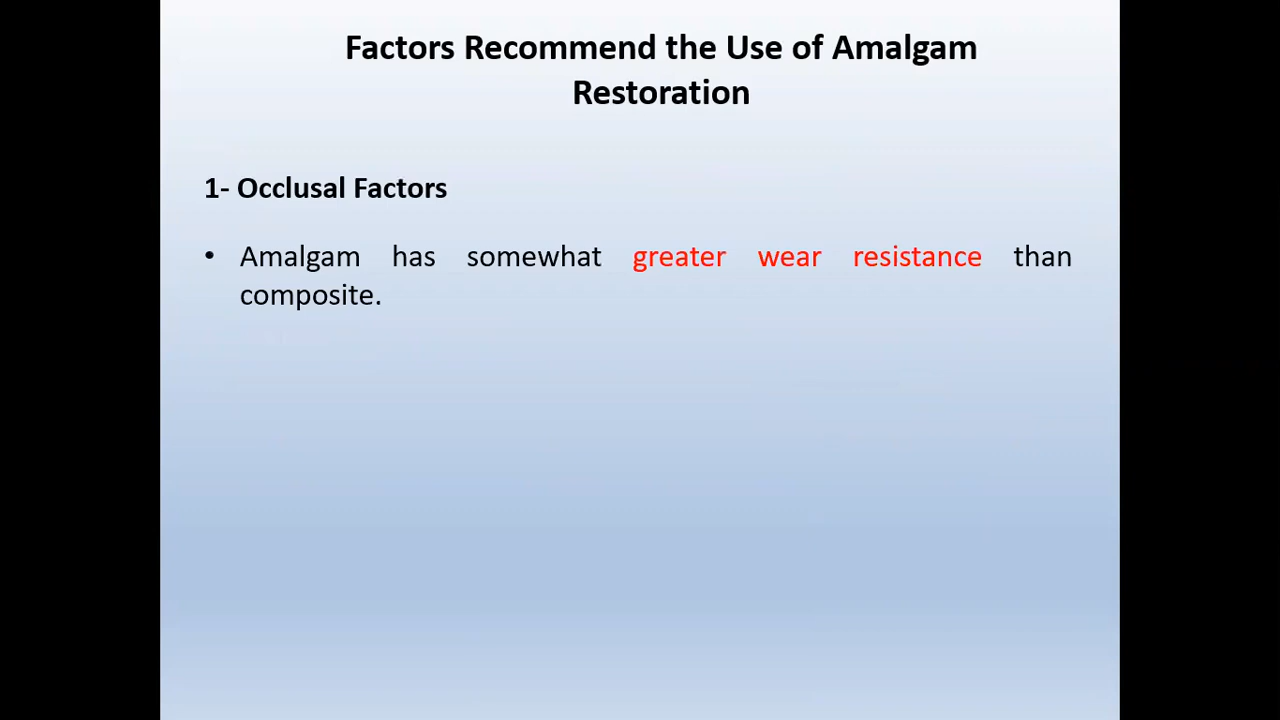 Factors Recommend the Use of Amalgam
Restoration
1- Occlusal Factors
• Amalgam has somewhat greater wear resistance than
composite.